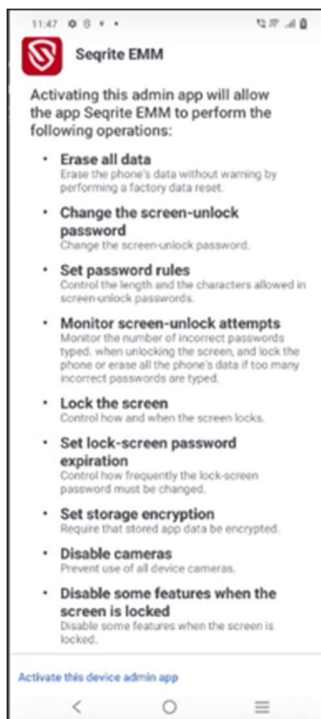 11:47
Seqrite EMM
Activating this admin app will allow
the app Seqrite EMM to perform the
following operations:
• Erase all data
Erase the phone's data without warning by
performing a factory data reset.
• Change the screen-unlock
password
Change the screen-unlock password.
• Set password rules
Control the length and the characters allowed in
screen-unlock passwords.
• Monitor screen-unlock attempts
Monitor the number of incorrect passwords
typed. when unlocking the screen, and lock the
phone or erase all the phone's data if too many
incorrect passwords are typed.
• Lock the screen
Control how and when the screen locks.
• Set lock-screen password
expiration
Control how frequently the lock-screen
password must be changed.
• Set storage encryption
Require that stored app data be encrypted.
• Disable cameras
Prevent use of all device cameras.
• Disable some features when the
screen is locked
Disable some features when the screen is
locked.
Activate this device admin app